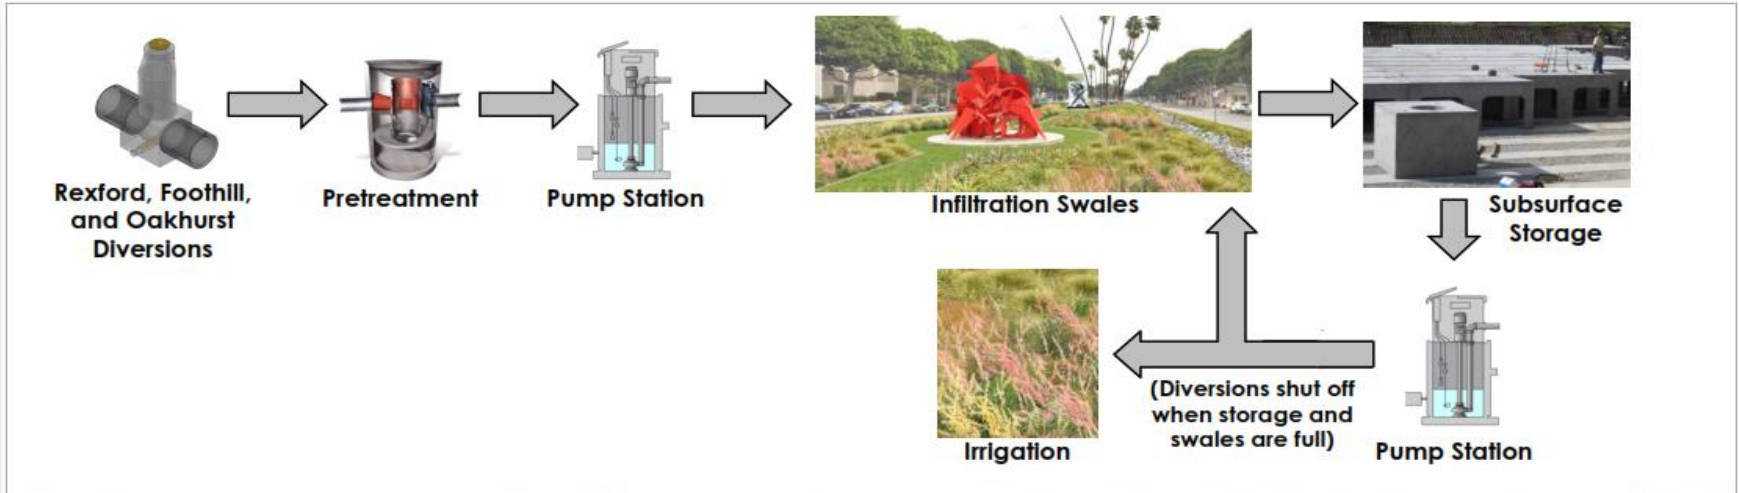 Rexford, Foothill,
and Oakhurst
Diversions
Pretreatment
Pump Station
Infiltration Swales
Subsurface
Storage
Irrigation
(Diversions shut off
when storage and
swales are full)
Pump Station